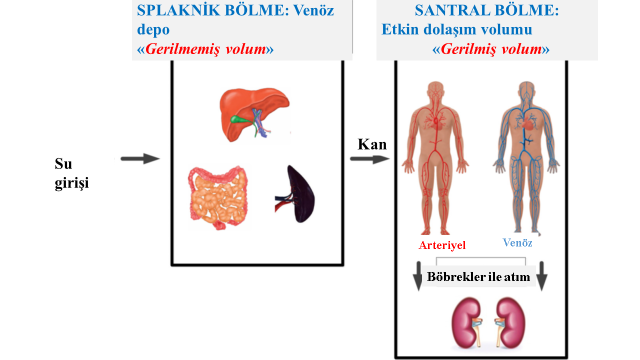 SPLAKNİK BÖLME: Venöz
depo
«Gerilmemiş volum»
SANTRAL BÖLME:
Etkin dolaşım volumu
«Gerilmiş volum»
Su
girişi
Kan
Arteriyel
Venöz
Böbrekler ile atım